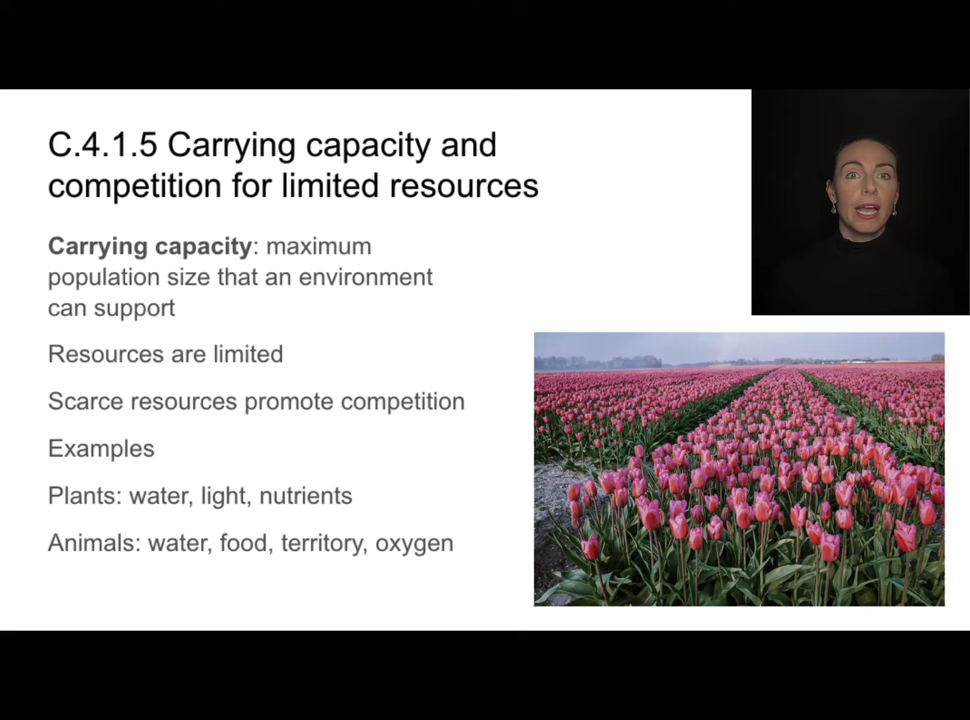 C.4.1.5 Carrying capacity and
competition for limited resources
Carrying capacity: maximum
population size that an environment
can support
Resources are limited
Scarce resources promote competition
Examples
Plants: water, light, nutrients
Animals: water, food, territory, oxygen